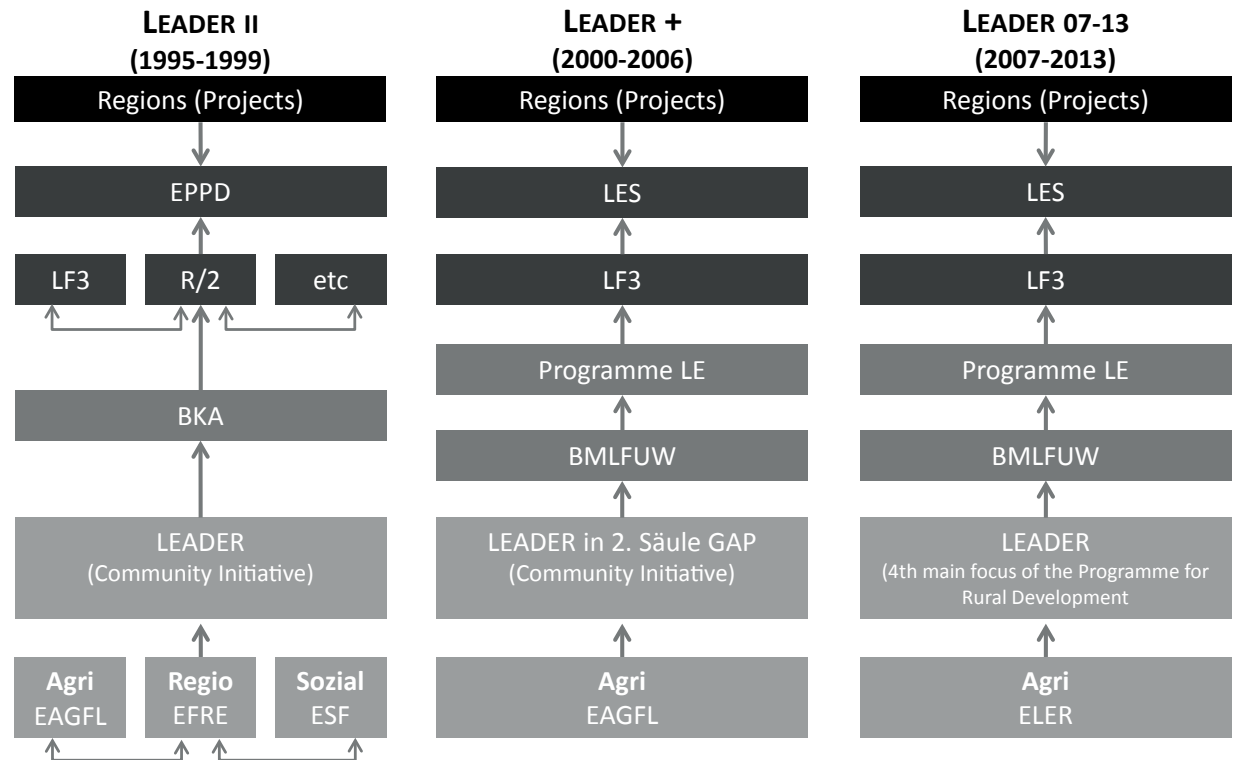 LEADER II
(1995-1999)
Regions (Projects)
EPPD
LF3
R/2
etc
BKA
LEADER
(Community Initiative)
Agri
EAGFL
Regio
EFRE
Sozial
ESF
LEADER +
(2000-2006)
Regions (Projects)
LES
LF3
Programme LE
BMLFUW
LEADER in 2. Säule GAP
(Community Initiative)
Agri
EAGFL
LEADER 07-13
(2007-2013)
Regions (Projects)
LES
LF3
Programme LE
BMLFUW
LEADER
(4th main focus of the Programme for
Rural Development
Agri
ELER